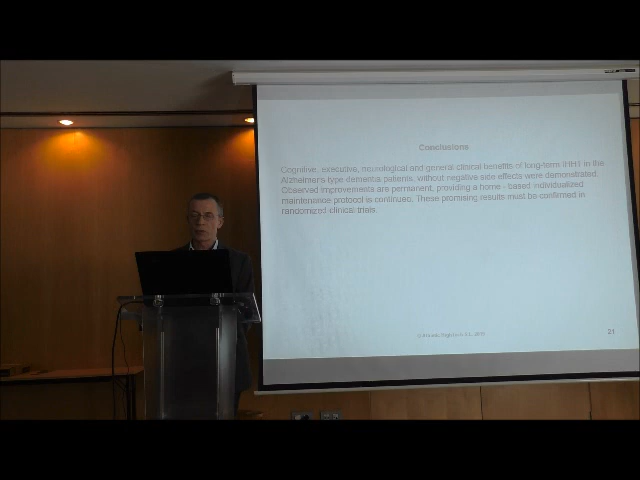 Conclusions
Cognitive, executive, neurological and general clinical benefits of long-term IHHT in the
Alzheimer's type dementia patients, without negative side effects were demonstrated.
Observed improvements are permanent, providing a home - based individualized
maintenance protocol is continued. These promising results must be confirmed in
randomized clinical trials.
21